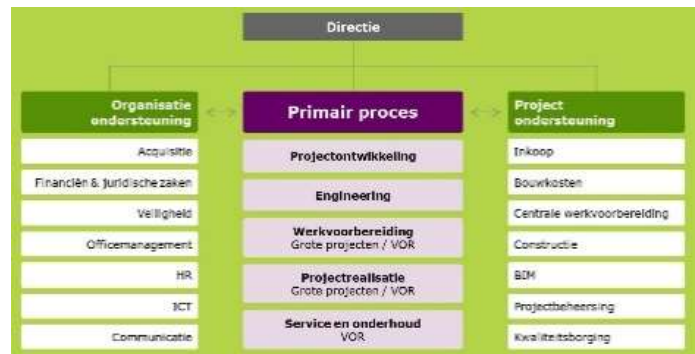 Directie
Organisatie
ondersteuning
Acquisitie
Financiën & juridische zaken
Veiligheid
Officemanagement
HR
ICT
Communicatie
Primair proces
Projectontwikkeling
Engineering
Werkvoorbereiding
Grote projecten / VOR
Projectrealisatie
Grote projecten / VOR
Service en onderhoud
VOR
Project
ondersteuning
Inkoop
Bouwkosten
Centrale werkvoorbereiding
Constructie
BIM
Projectbeheersing
Kwaliteitsborging